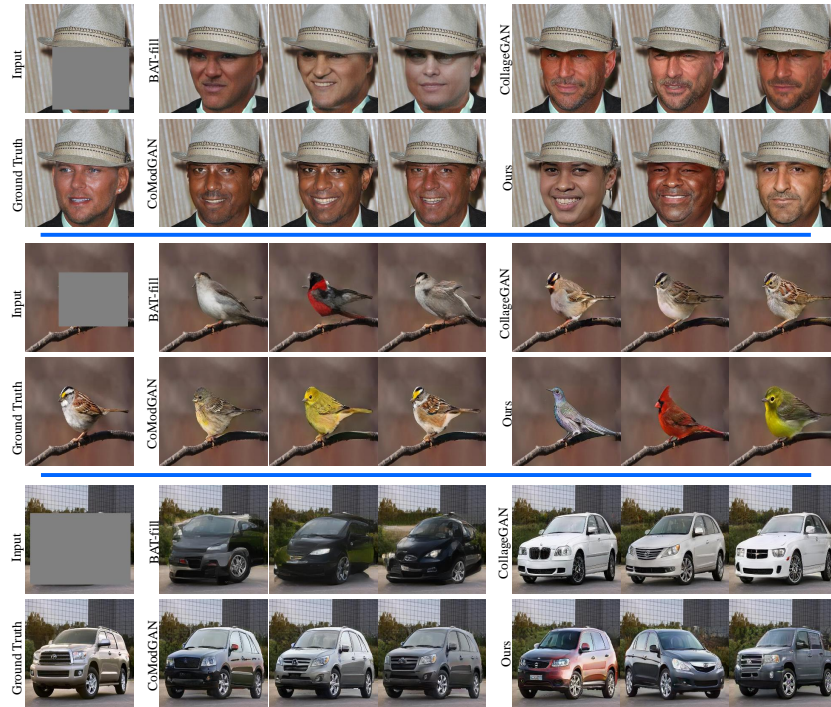 Input
BAT-fill
CollageGAN
Ground Truth
CoModGAN
Ours
Input
BAT-fill
CollageGAN
Ground Truth
CoModGAN
Ours
Input
BAT-fill
CollageGAN
Ground Truth
CoModGAN
Ours